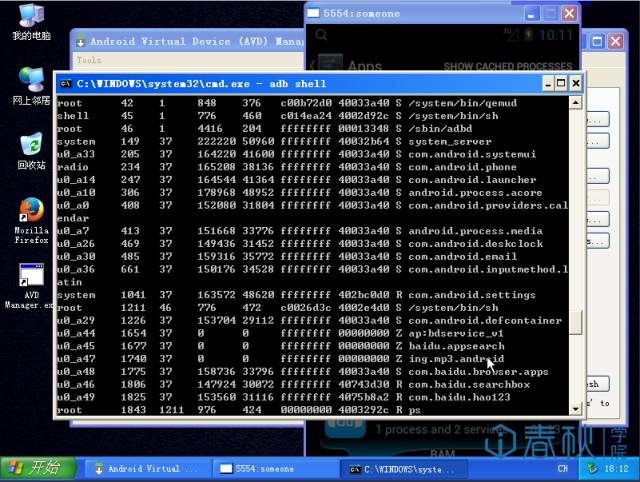 我的电脑
网上邻居
回收站
Mozilla
Firefox
AVD
Manager.ex
Android Virtual Device (AVD) Mana
Tools
5554:someone
10:11
Apps
SHOW CACHED PROCESSES
C:\WINDOWS\system32\cmd.exe - adb shell
root 42 1 848 376 c00b72d0 40033a40 S /system/bin/qemud
shell 45 1 776 460 c014ea24 4002d92c S /system/bin/sh
root 46 1 4416 204 ffffffff 00013348 S /sbin/adbd
system 149 37 222220 50960 ffffffff 40032b64 S system_server
u0_a33 205 37 164220 41600 ffffffff 40033a40 S com.android.systemui
radio 234 37 165208 38136 ffffffff 40033a40 S com.android.phone
u0_a14 247 37 164544 41364 ffffffff 40033a40 S com.android.launcher
u0_a10 306 37 178968 48952 ffffffff 40033a40 S android.process.acore
u0_a0 408 37 152080 31804 ffffffff 40033a40 S com.android.providers.cal
endar
u0_a7 413 37 151668 33776 ffffffff 40033a40 S android.process.media
u0_a26 469 37 149436 31452 ffffffff 40033a40 S com.android.deskclock
u0_a30 485 37 159316 35772 ffffffff 40033a40 S com.android.email
u0_a36 661 37 150176 34528 ffffffff 40033a40 S com.android.inputmethod.l
atin
system 1041 37 163572 48620 ffffffff 402bc0d0 R com.android.settings
root 1211 46 776 472 c0026d3c 4002e4d0 S /system/bin/sh
u0_a29 1226 37 153704 29112 ffffffff 40033a40 S com.android.defcontainer
u0_a44 1654 37 0 0 ffffffff 00000000 Z ap:bdservice_v1
u0_a45 1677 37 0 0 ffffffff 00000000 Z baidu.appsearch
u0_a47 1740 37 0 0 ffffffff 00000000 Z ing.mp3.android
u0_a48 1775 37 158736 33796 ffffffff 40033a40 S com.baidu.browser.apps
u0_a46 1806 37 147924 30072 ffffffff 40743d30 R com.baidu.searchbox
u0_a49 1825 37 153560 31116 ffffffff 4075b8a2 R com.baidu.hao123
root 1843 1211 976 424 00000000 4003292c R ps
1 process and 2 services
RAM
春秋
学院
开始
Android Virtual ...
5554:someone
C:\WINDOWS\syste...
CH
18:12